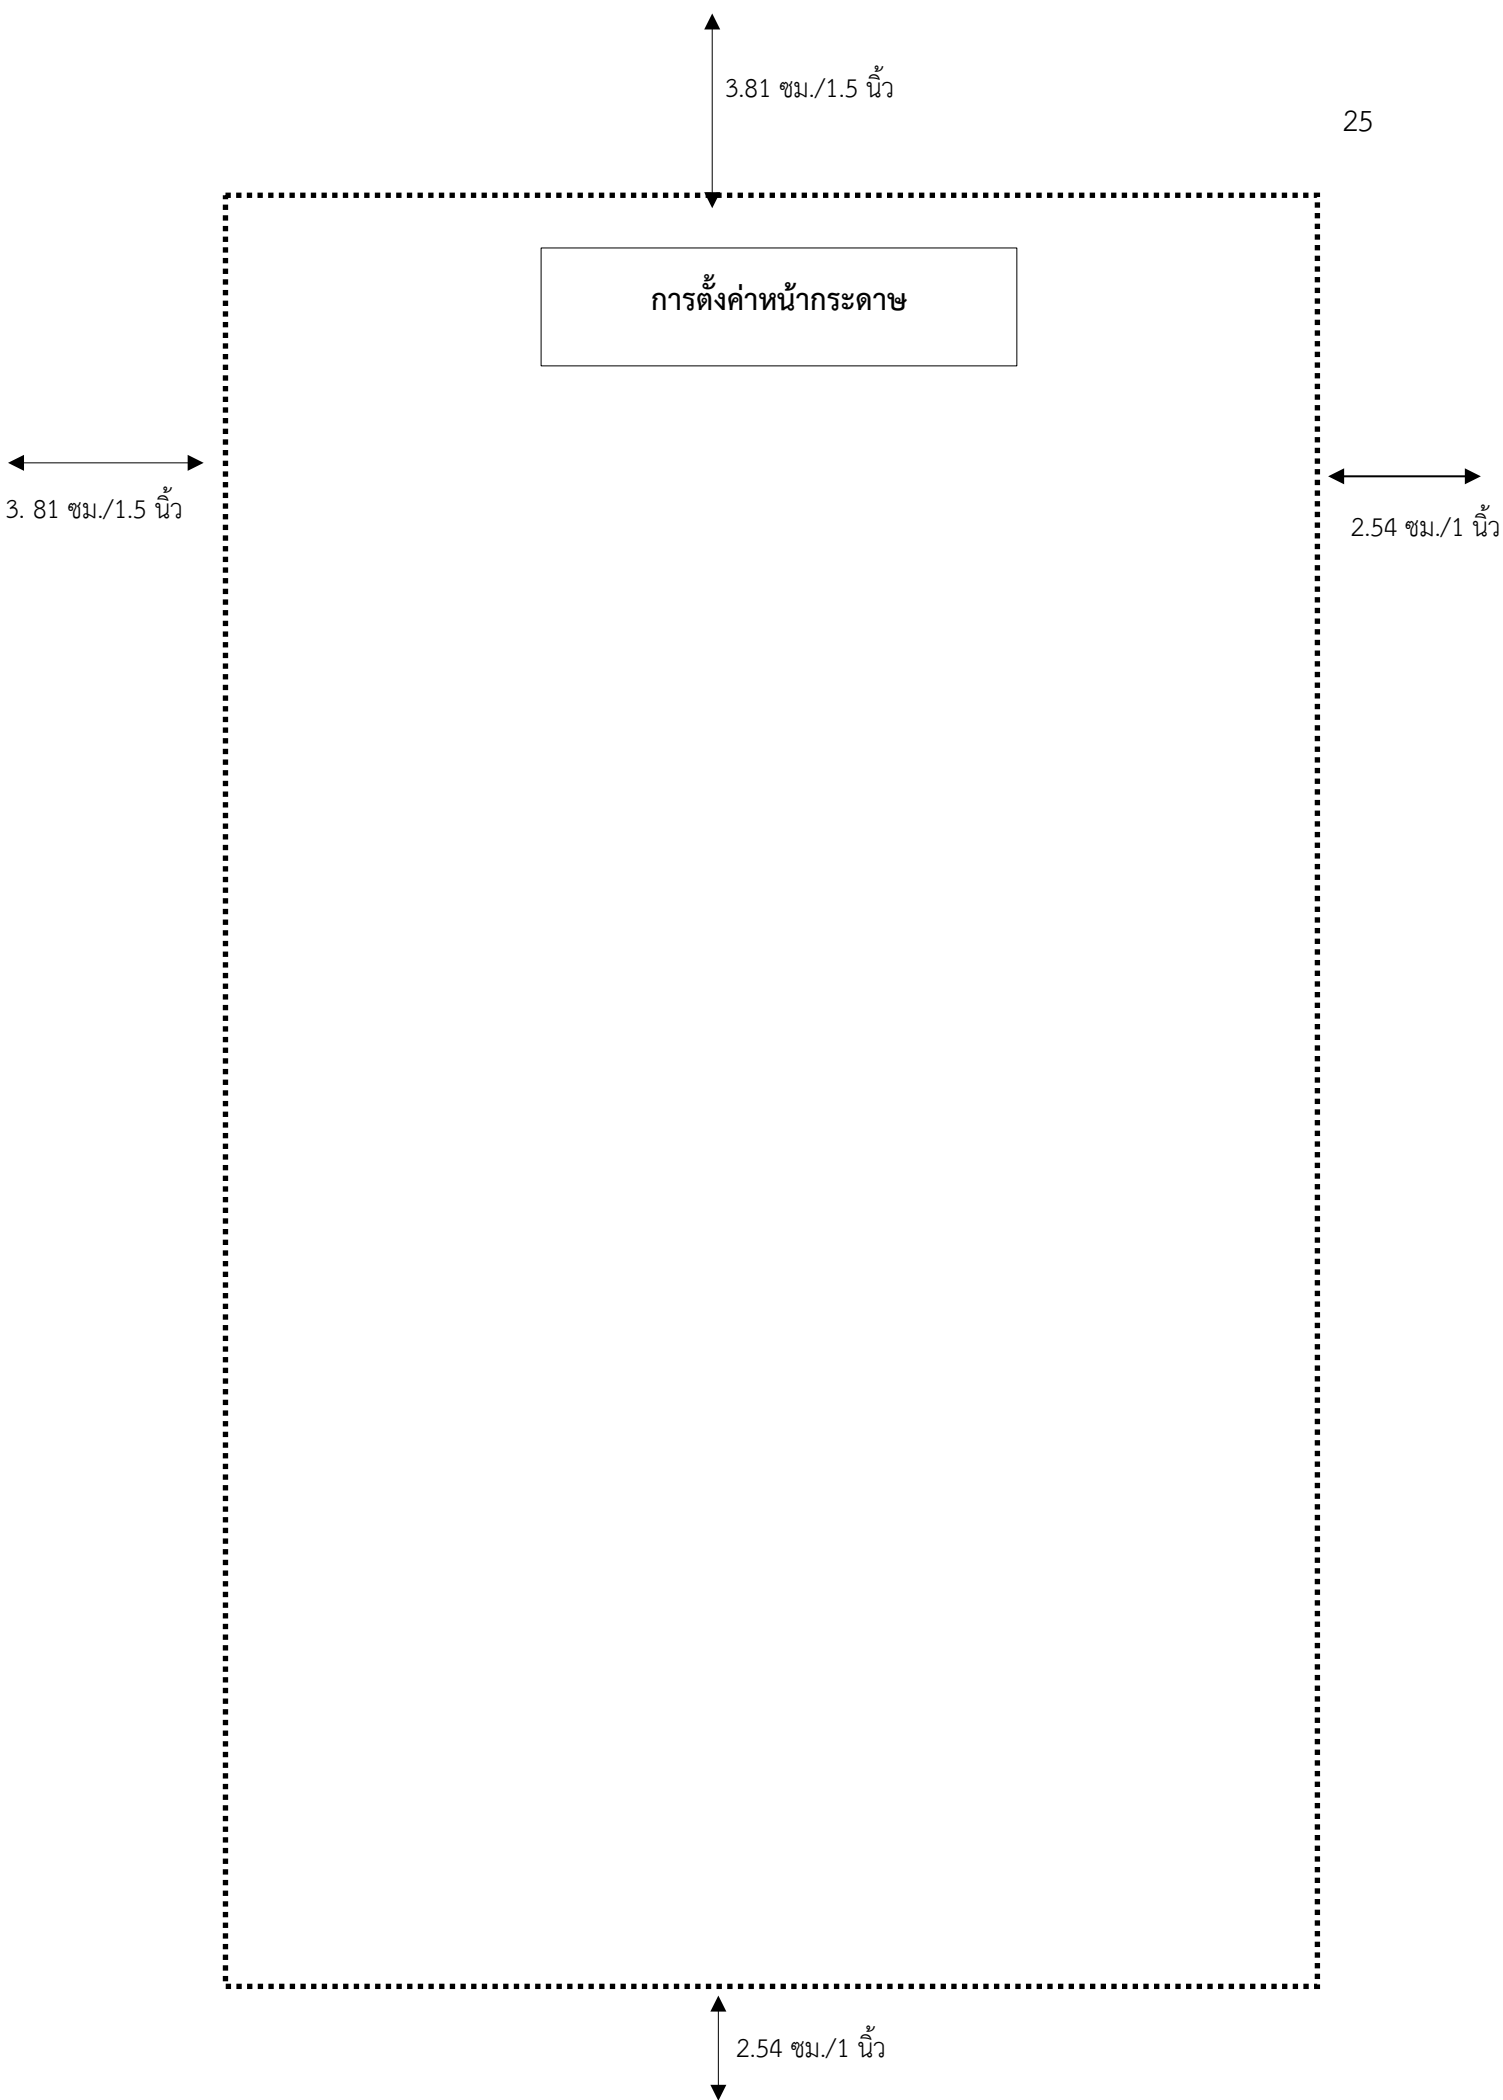 3.81 ซม./1.5 นิ้ว
25
การตั้งค่าหน้ากระดาษ
3. 81 ซม./1.5 นิ้ว
2.54 ซม./1 นิ้ว
2.54 ซม./1 นิ้ว